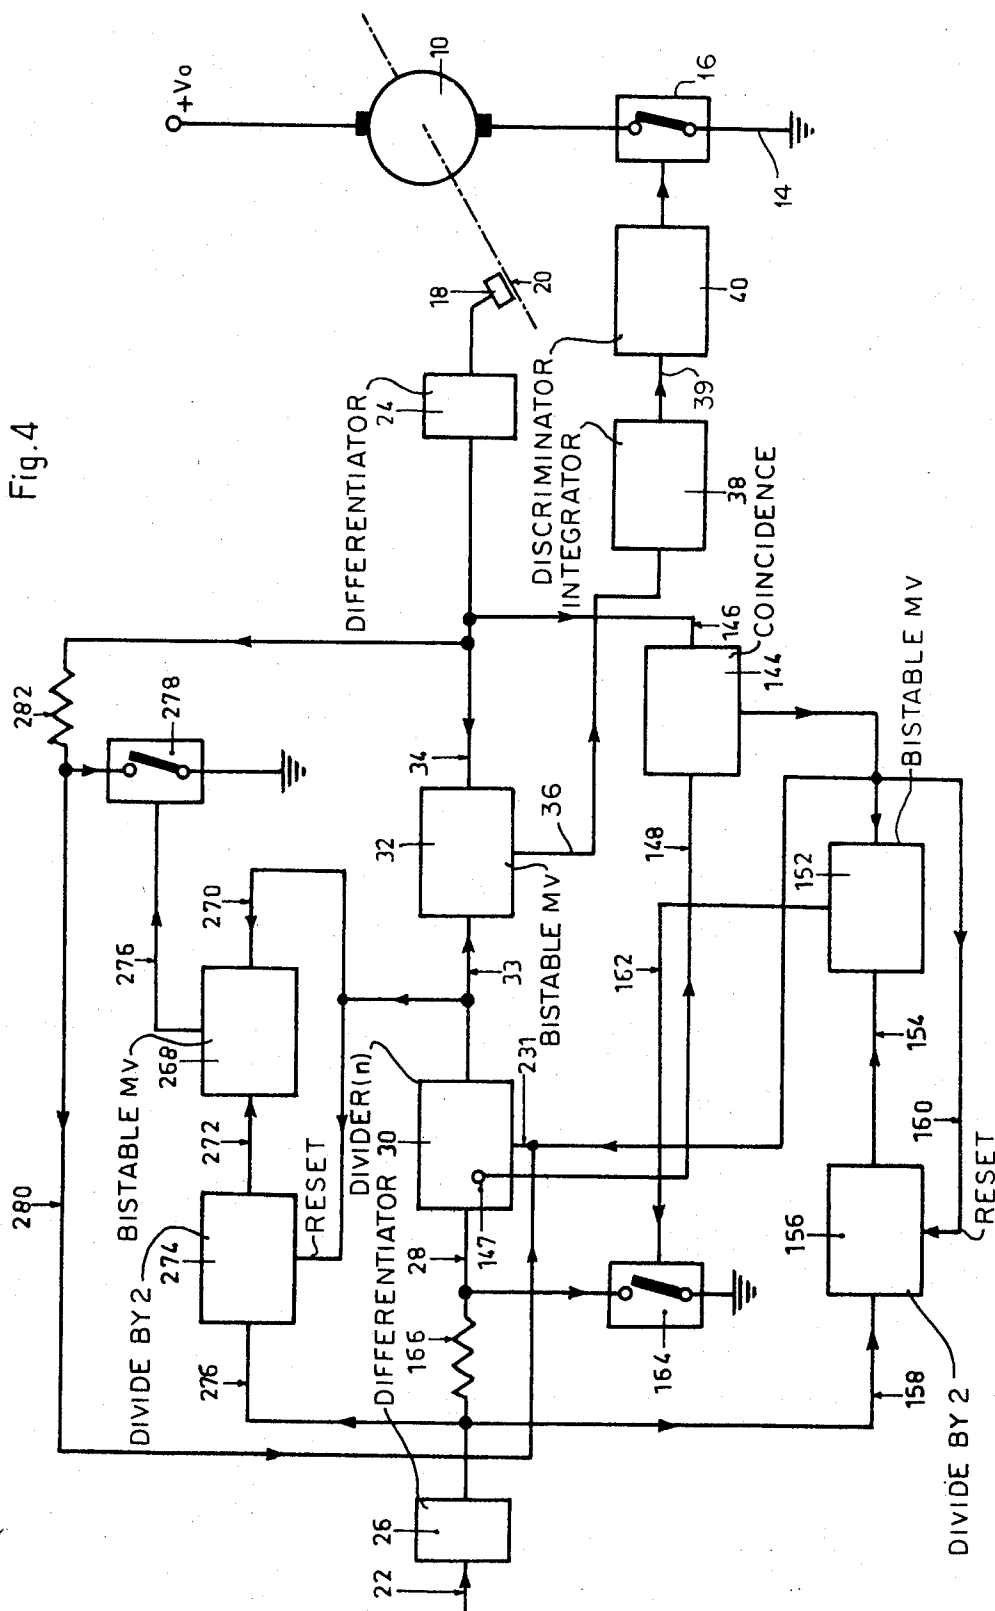 Fig.4
+Vo
10
16
14
18
20
40
DIFFERENTIATOR
24
DISCRIMINATOR
INTEGRATOR
39
38
282
278
34
32
36
BISTABLE MV
146
COINCIDENCE
144
148
BISTABLE MV
152
276
270
BISTABLE MV
268
33
162
154
160
272
DIVIDER(n)
30
231
280
274
RESET
28
147
156
RESET
DIVIDE BY 2
276
DIFFERENTIATOR
166
164
158
DIVIDE BY 2
26
22